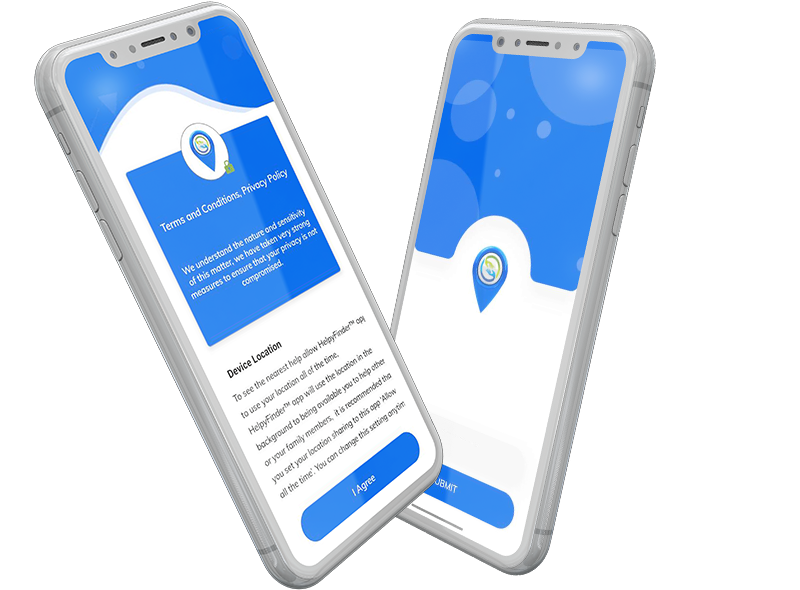 Terms and Conditions, Privacy Policy
We understand the nature and sensitivity
of this matter, we have taken very strong
measures to ensure that your privacy is not
compromised.
Device Location
To see the nearest help allow HelpyFinder™ app
to use your location all of the time.
HelpyFinder™ app will use the location in the
background to being available you to help other
or your family members, it is recommended tha
you set your location sharing to this app 'Allow
all the time'. You can change this setting anytim
I Agree
UBMIT